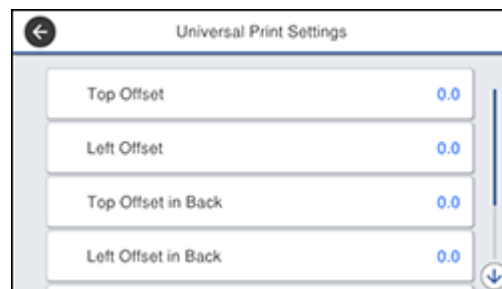 Universal Print Settings
Top Offset 0.0
Left Offset 0.0
Top Offset in Back 0.0
Left Offset in Back 0.0